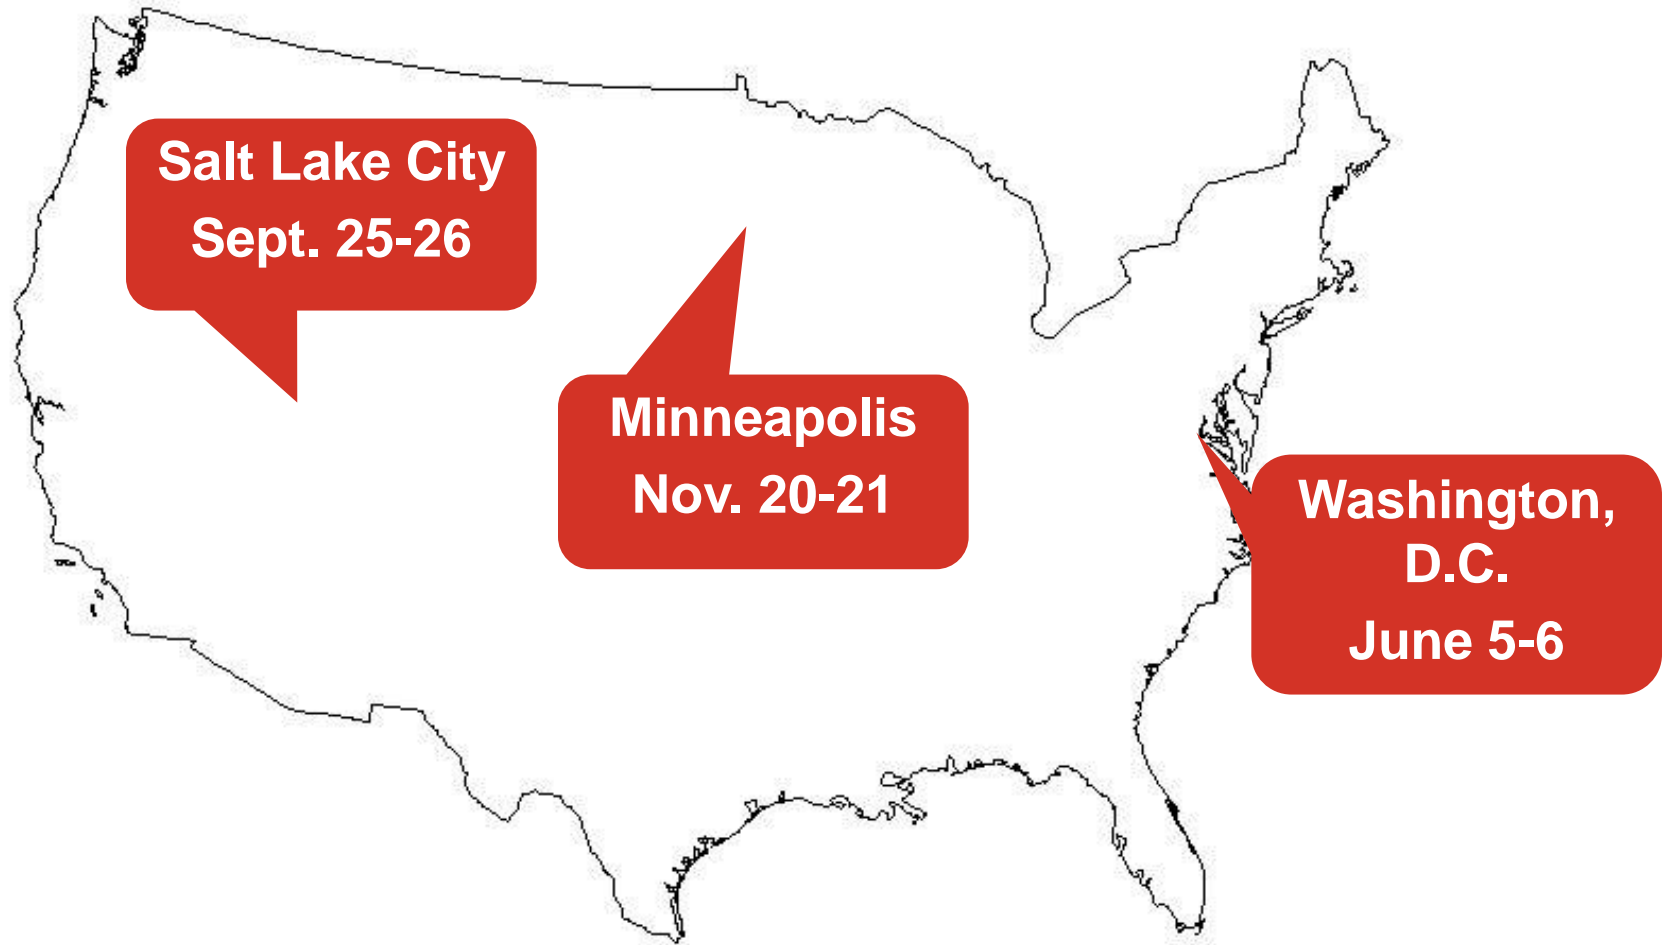 Salt Lake City
Sept. 25-26
Minneapolis
Nov. 20-21
Washington,
D.C.
June 5-6